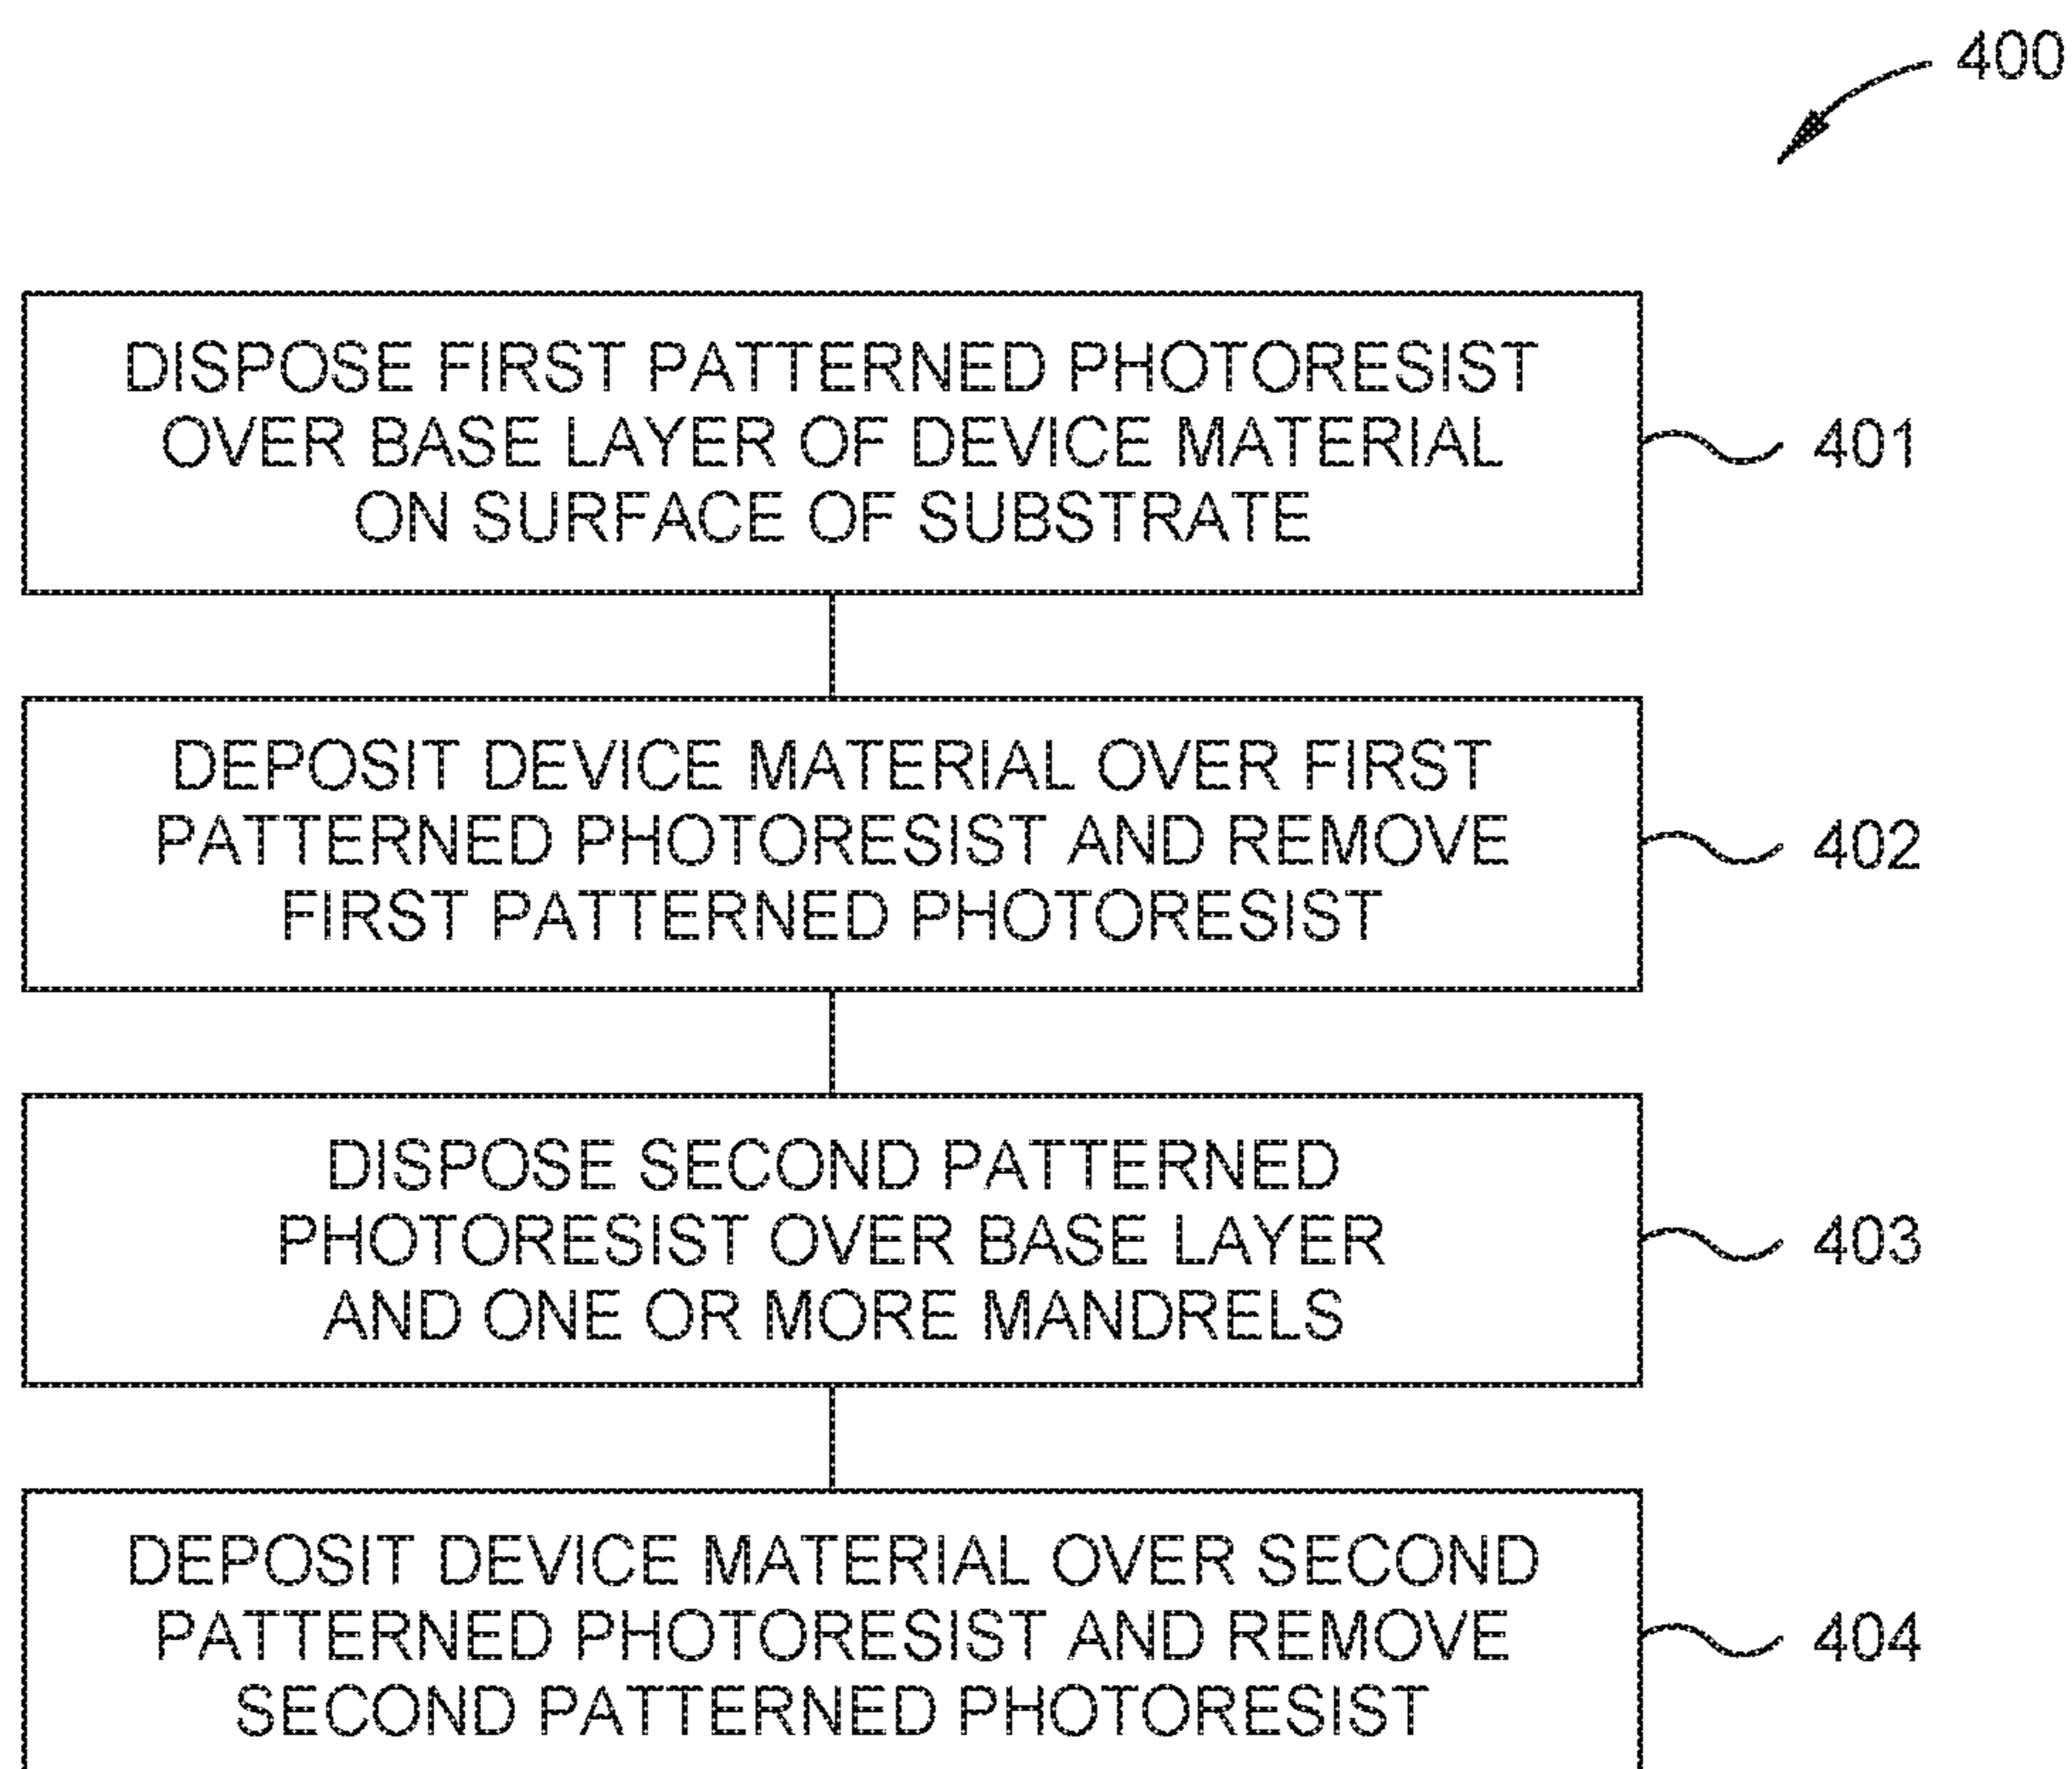 400
DISPOSE FIRST PATTERNED PHOTORESIST
OVER BASE LAYER OF DEVICE MATERIAL
ON SURFACE OF SUBSTRATE
401
DEPOSIT DEVICE MATERIAL OVER FIRST
PATTERNED PHOTORESIST AND REMOVE
FIRST PATTERNED PHOTORESIST
402
DISPOSE SECOND PATTERNED
PHOTORESIST OVER BASE LAYER
AND ONE OR MORE MANDRELS
403
DEPOSIT DEVICE MATERIAL OVER SECOND
PATTERNED PHOTORESIST AND REMOVE
SECOND PATTERNED PHOTORESIST
404